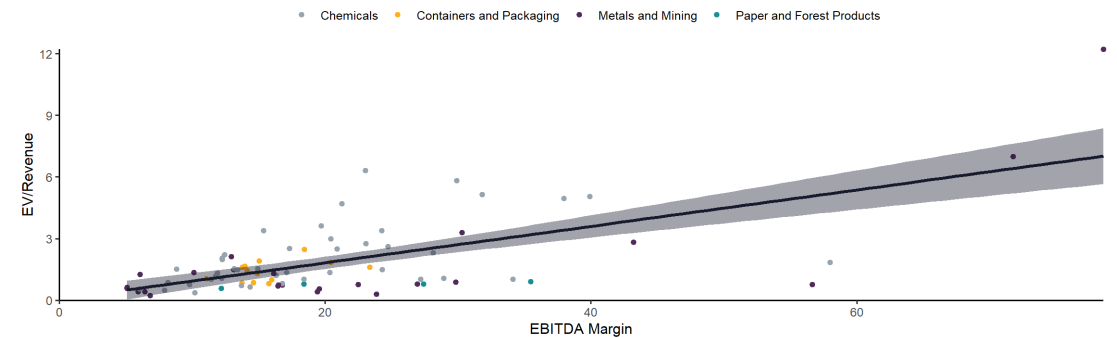 Chemicals Containers and Packaging Metals and Mining Paper and Forest Products
12
9
6
3
0
EV/Revenue
0 20 40 60
EBITDA Margin